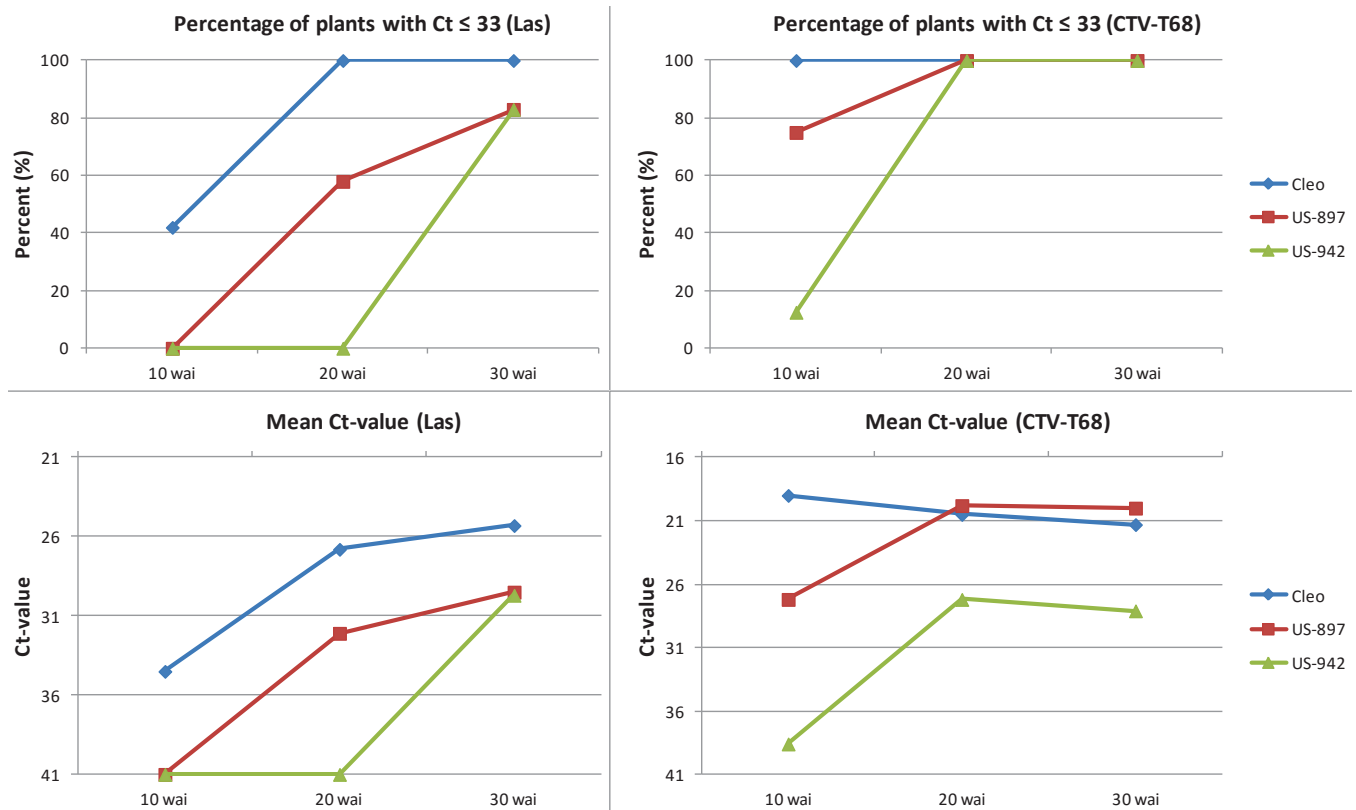 Percentage of plants with Ct ≤ 33 (Las)
Percent (%)
100
80
60
40
20
0
10 wai 20 wai 30 wai
Percentage of plants with Ct ≤ 33 (CTV-T68)
Percent (%)
100
80
60
40
20
0
10 wai 20 wai 30 wai
Cleo
US-897
US-942
Mean Ct-value (Las)
Ct-value
21
26
31
36
41
10 wai 20 wai 30 wai
Mean Ct-value (CTV-T68)
Ct-value
16
21
26
31
36
41
10 wai 20 wai 30 wai
Cleo
US-897
US-942